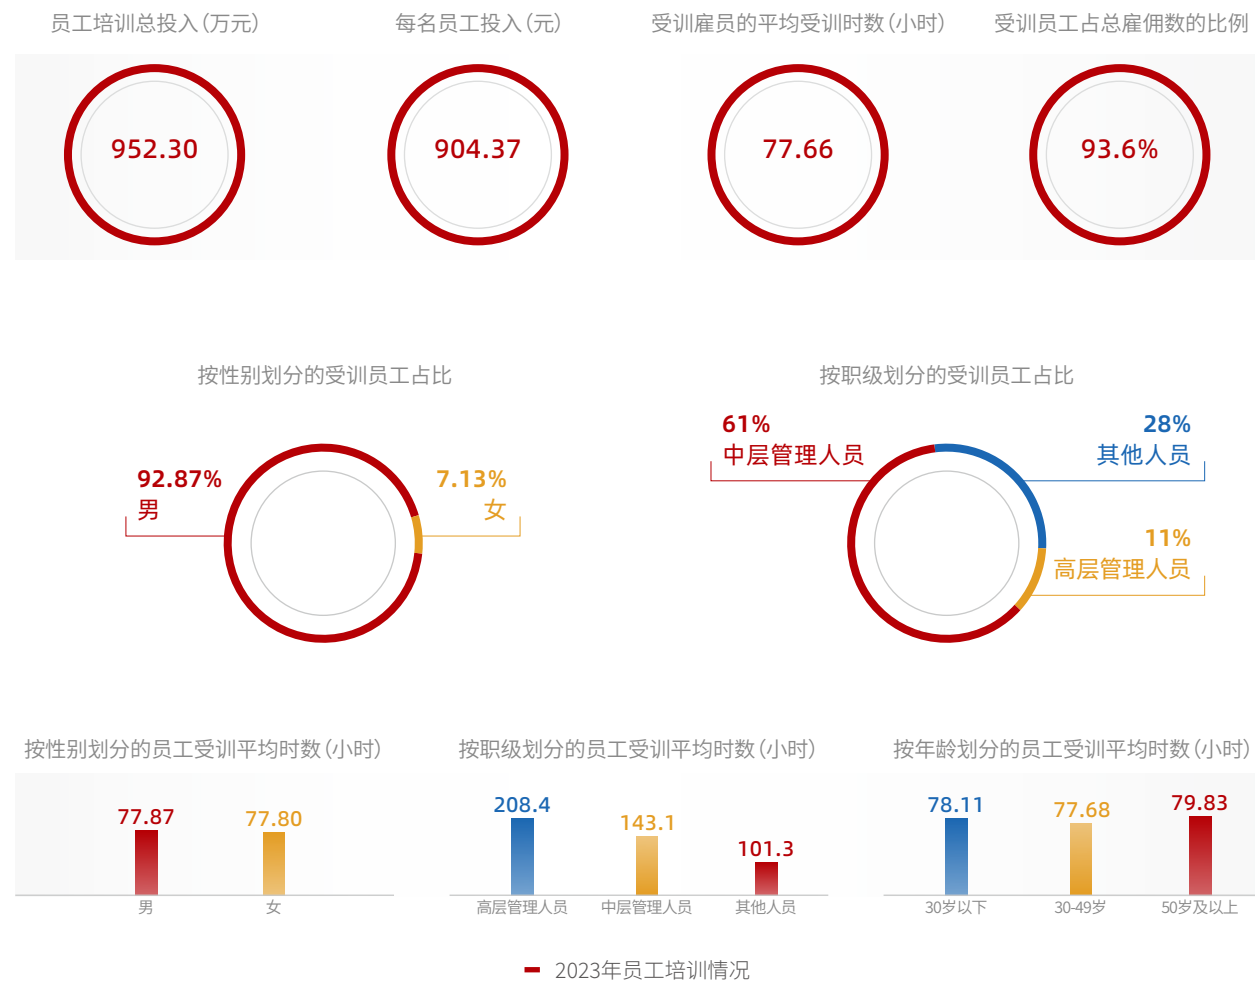 员工培训总投入（万元）
每名员工投入（元）
受训雇员的平均受训时数（小时）
受训员工占总雇佣数的比例
952.30
904.37
77.66
93.6%
按性别划分的受训员工占比
92.87%
男
7.13%
女
按职级划分的受训员工占比
61%
中层管理人员
28%
其他人员
11%
高层管理人员
按性别划分的员工受训平均时数（小时）
77.87
77.80
男
女
按职级划分的员工受训平均时数（小时）
208.4
143.1
101.3
高层管理人员
中层管理人员
其他人员
按年龄划分的员工受训平均时数（小时）
78.11
77.68
79.83
30岁以下
30-49岁
50岁及以上
2023年员工培训情况